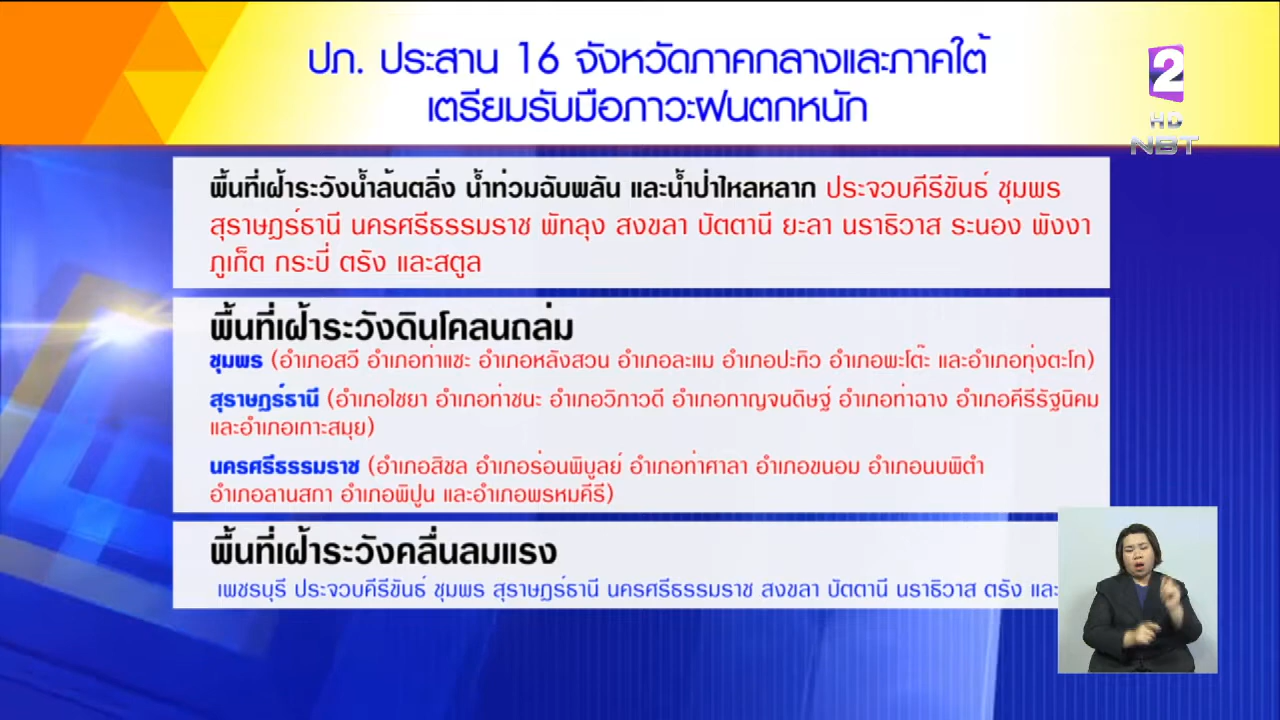 ปภ. ประสาน 16 จังหวัดภาคกลางและภาคใต้
เตรียมรับมือภาวะฝนตกหนัก
2
HD
NBT
พื้นที่เฝ้าระวังน้ำล้นตลิ่ง น้ำท่วมฉับพลัน และน้ำป่าไหลหลาก ประจวบคีรีขันธ์ ชุมพร
สุราษฎร์ธานี นครศรีธรรมราช พัทลุง สงขลา ปัตตานี ยะลา นราธิวาส ระนอง พังงา
ภูเก็ต กระบี่ ตรัง และสตูล
พื้นที่เฝ้าระวังดินโคลนถล่ม
ชุมพร (อำเภอสวี อำเภอท่าแซะ อำเภอหลังสวน อำเภอละแม อำเภอปะทิว อำเภอพะโต๊ะ และอำเภอทุ่งตะโก)
สุราษฎร์ธานี (อำเภอไชยา อำเภอท่าชนะ อำเภอวิภาวดี อำเภอกาญจนดิษฐ์ อำเภอท่าฉาง อำเภอคีรีรัฐนิคม
และอำเภอเกาะสมุย)
นครศรีธรรมราช (อำเภอสิชล อำเภอร่อนพิบูลย์ อำเภอท่าศาลา อำเภอขนอม อำเภอนบพิตำ
อำเภอลานสกา อำเภอพิปูน และอำเภอพรหมคีรี)
พื้นที่เฝ้าระวังคลื่นลมแรง
เพชรบุรี ประจวบคีรีขันธ์ ชุมพร สุราษฎร์ธานี นครศรีธรรมราช สงขลา ปัตตานี นราธิวาส ตรัง และ